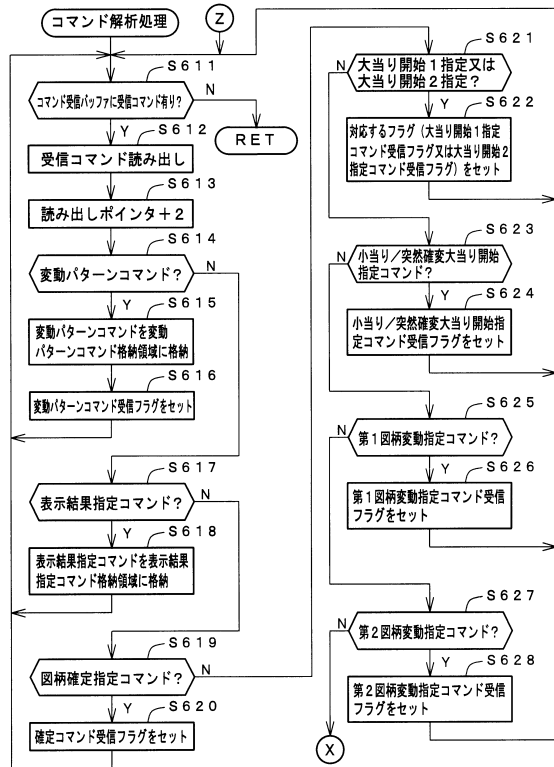 コマンド解析処理
Z
S611
コマンド受信バッファに受信コマンド有り?
N
RET
Y
S612
受信コマンド読み出し
S613
読み出しポインタ+2
S614
変動パターンコマンド?
N
Y
S615
変動パターンコマンドを変動
パターンコマンド格納領域に格納
S616
変動パターンコマンド受信フラグをセット
S617
表示結果指定コマンド?
N
Y
S618
表示結果指定コマンドを表示結果
指定コマンド格納領域に格納
S619
図柄確定指定コマンド?
N
Y
S620
確定コマンド受信フラグをセット
S621
N
大当り開始1指定又は
大当り開始2指定?
Y
S622
対応するフラグ(大当り開始1指定
コマンド受信フラグ又は大当り開始2
指定コマンド受信フラグ)をセット
S623
N
小当り/突然確変大当り開始
指定コマンド?
Y
S624
小当り/突然確変大当り開始指
定コマンド受信フラグをセット
S625
N
第1図柄変動指定コマンド?
Y
S626
第1図柄変動指定コマンド受信
フラグをセット
S627
N
第2図柄変動指定コマンド?
Y
S628
第2図柄変動指定コマンド受信
フラグをセット
X